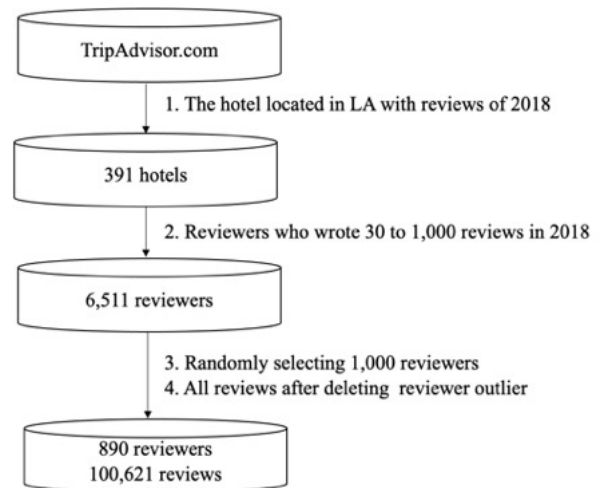 TripAdvisor.com
1. The hotel located in LA with reviews of 2018
391 hotels
2. Reviewers who wrote 30 to 1,000 reviews in 2018
6,511 reviewers
3. Randomly selecting 1,000 reviewers
4. All reviews after deleting reviewer outlier
890 reviewers
100,621 reviews